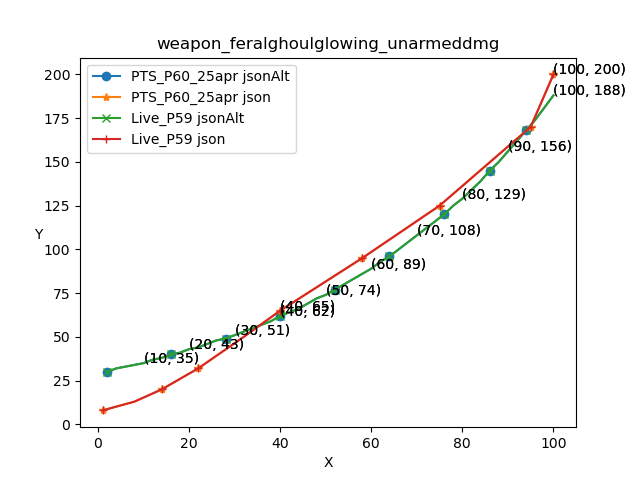 weapon_feralghoulglowing_unarmeddmg
PTS_P60_25apr jsonAlt
PTS_P60_25apr json
Live_P59 jsonAlt
Live_P59 json
200
175
150
125
100
75
50
25
0
Y
(100, 200)
(100, 188)
(90, 156)
(80, 129)
(70, 108)
(60, 89)
(50, 74)
(40, 65)
(40, 62)
(30, 51)
(20, 43)
(10, 35)
0 20 40 60 80 100
X